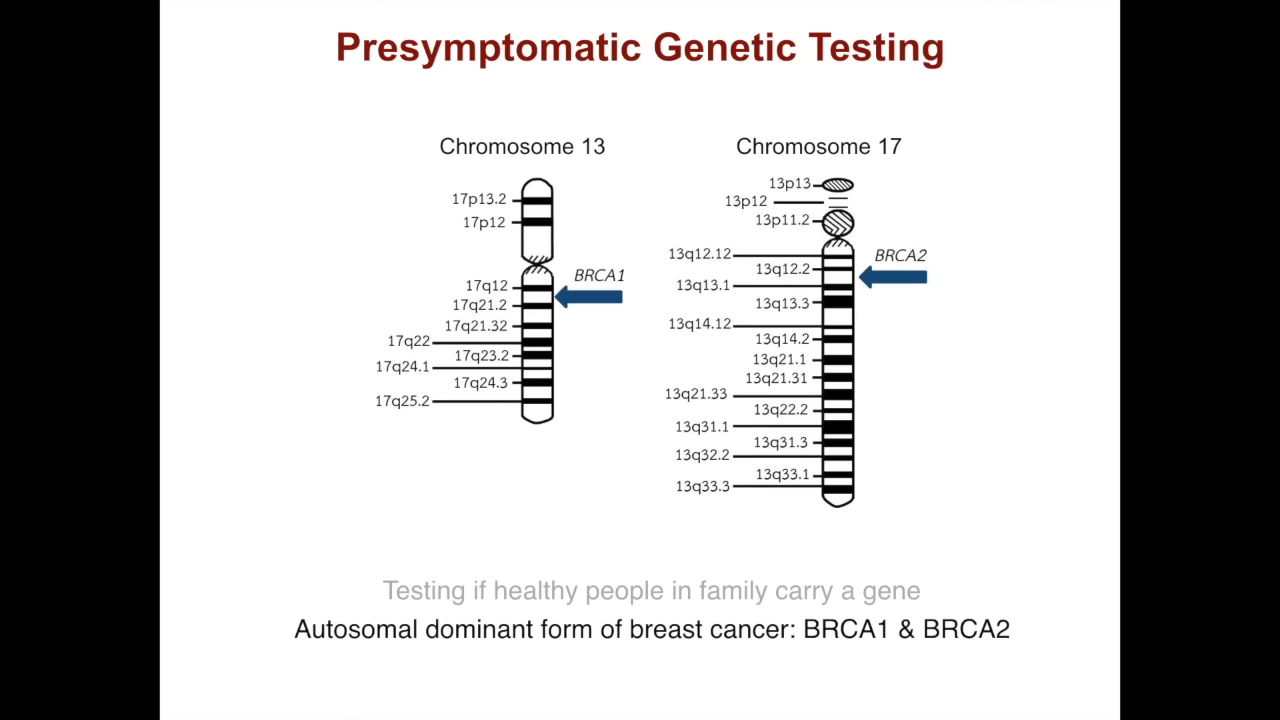 Presymptomatic Genetic Testing
Chromosome 13
17p13.2
17p12
BRCA1
17q12
17q21.2
17q21.32
17q22
17q23.2
17q24.1
17q24.3
17q25.2
Chromosome 17
13p13
13p12
13p11.2
BRCA2
13q12.12
13q12.2
13q13.1
13q13.3
13q14.12
13q14.2
13q21.1
13q21.31
13q21.33
13q22.2
13q31.1
13q31.3
13q32.2
13q33.1
13q33.3
Testing if healthy people in family carry a gene
Autosomal dominant form of breast cancer: BRCA1 & BRCA2